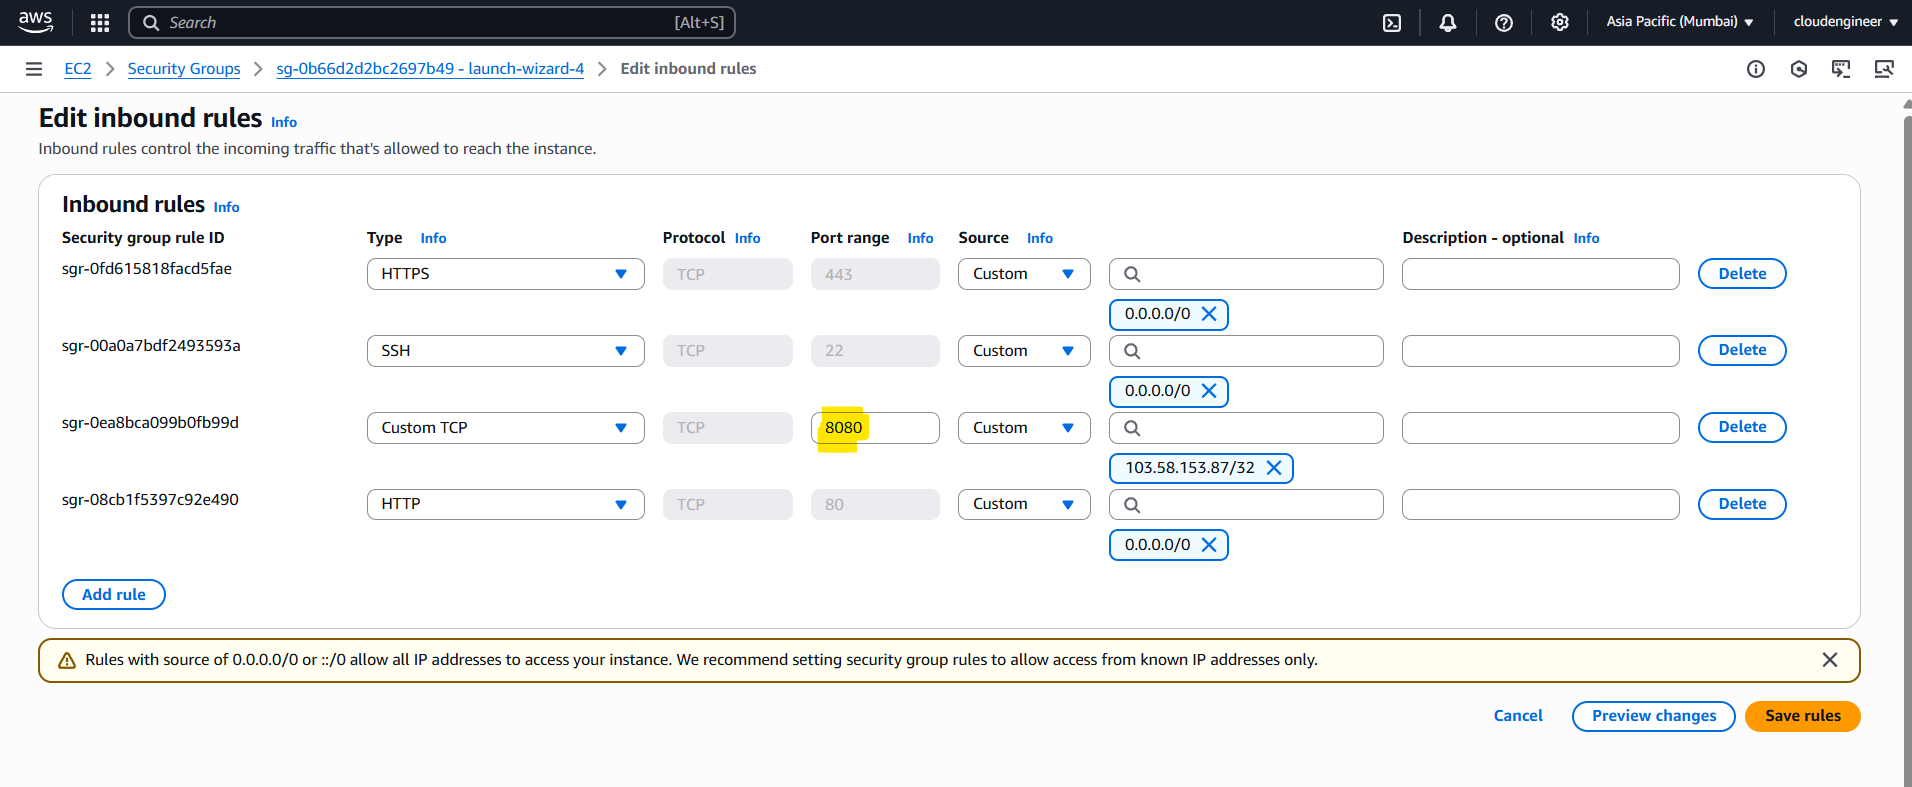 aws Search [Alt+S] Asia Pacific (Mumbai) cloudengineer
EC2 Security Groups sg-0b66d2d2bc2697b49 - launch-wizard-4 Edit inbound rules
Edit inbound rules Info
Inbound rules control the incoming traffic that's allowed to reach the instance.
Inbound rules Info
Security group rule ID Type Info Protocol Info Port range Info Source Info Description - optional Info
sgr-0fd615818facd5fae HTTPS TCP 443 Custom Delete
0.0.0.0/0
sgr-00a0a7bdf2493593a SSH TCP 22 Custom Delete
0.0.0.0/0
sgr-0ea8bca099b0fb99d Custom TCP TCP 8080 Custom Delete
103.58.153.87/32
sgr-08cb1f5397c92e490 HTTP TCP 80 Custom Delete
0.0.0.0/0
Add rule
Rules with source of 0.0.0.0/0 or ::/0 allow all IP addresses to access your instance. We recommend setting security group rules to allow access from known IP addresses only.
Cancel Preview changes Save rules